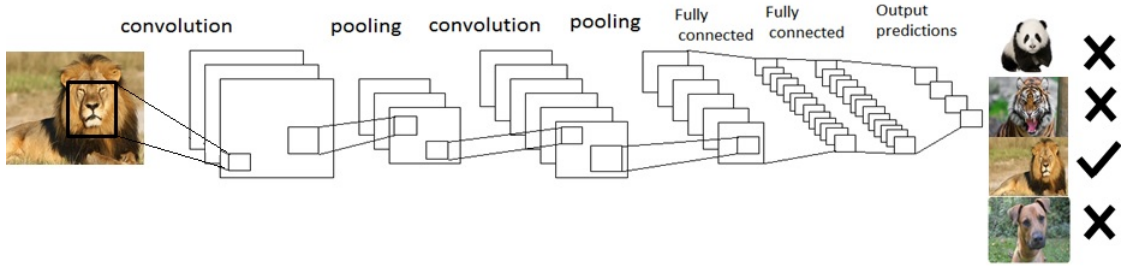 convolution
pooling
convolution
pooling
Fully
connected
Fully
connected
Output
predictions